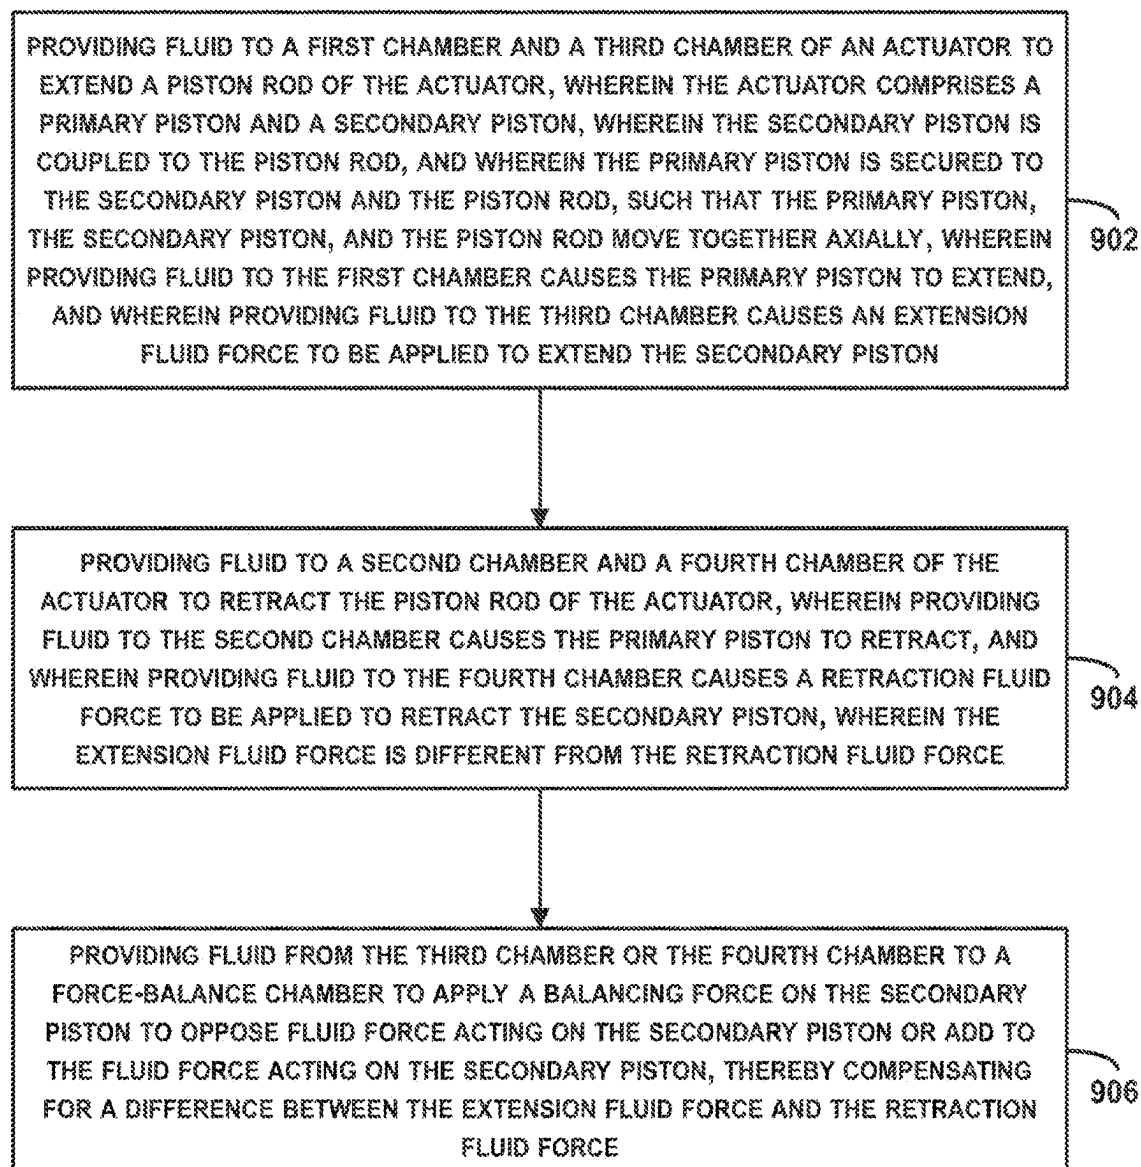 PROVIDING FLUID TO A FIRST CHAMBER AND A THIRD CHAMBER OF AN ACTUATOR TO
EXTEND A PISTON ROD OF THE ACTUATOR, WHEREIN THE ACTUATOR COMPRISES A
PRIMARY PISTON AND A SECONDARY PISTON, WHEREIN THE SECONDARY PISTON IS
COUPLED TO THE PISTON ROD, AND WHEREIN THE PRIMARY PISTON IS SECURED TO
THE SECONDARY PISTON AND THE PISTON ROD, SUCH THAT THE PRIMARY PISTON,
THE SECONDARY PISTON, AND THE PISTON ROD MOVE TOGETHER AXIALLY, WHEREIN
PROVIDING FLUID TO THE FIRST CHAMBER CAUSES THE PRIMARY PISTON TO EXTEND,
AND WHEREIN PROVIDING FLUID TO THE THIRD CHAMBER CAUSES AN EXTENSION
FLUID FORCE TO BE APPLIED TO EXTEND THE SECONDARY PISTON
902
PROVIDING FLUID TO A SECOND CHAMBER AND A FOURTH CHAMBER OF THE
ACTUATOR TO RETRACT THE PISTON ROD OF THE ACTUATOR, WHEREIN PROVIDING
FLUID TO THE SECOND CHAMBER CAUSES THE PRIMARY PISTON TO RETRACT, AND
WHEREIN PROVIDING FLUID TO THE FOURTH CHAMBER CAUSES A RETRACTION FLUID
FORCE TO BE APPLIED TO RETRACT THE SECONDARY PISTON, WHEREIN THE
EXTENSION FLUID FORCE IS DIFFERENT FROM THE RETRACTION FLUID FORCE
904
PROVIDING FLUID FROM THE THIRD CHAMBER OR THE FOURTH CHAMBER TO A
FORCE-BALANCE CHAMBER TO APPLY A BALANCING FORCE ON THE SECONDARY
PISTON TO OPPOSE FLUID FORCE ACTING ON THE SECONDARY PISTON OR ADD TO
THE FLUID FORCE ACTING ON THE SECONDARY PISTON, THEREBY COMPENSATING
FOR A DIFFERENCE BETWEEN THE EXTENSION FLUID FORCE AND THE RETRACTION
FLUID FORCE
906